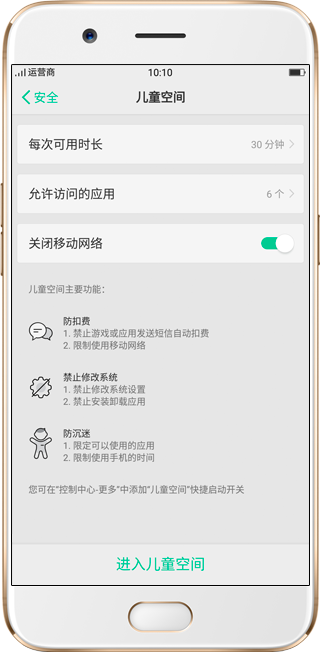 运营商 10:10
安全 儿童空间
每次可用时长 30 分钟
允许访问的应用 6 个
关闭移动网络
儿童空间主要功能：
防扣费
1. 禁止游戏或应用发送短信自动扣费
2. 限制使用移动网络
禁止修改系统
1. 禁止修改系统设置
2. 禁止安装卸载应用
防沉迷
1. 限定可以使用的应用
2. 限制使用手机的时间
您可在“控制中心-更多”中添加“儿童空间”快捷启动开关
进入儿童空间